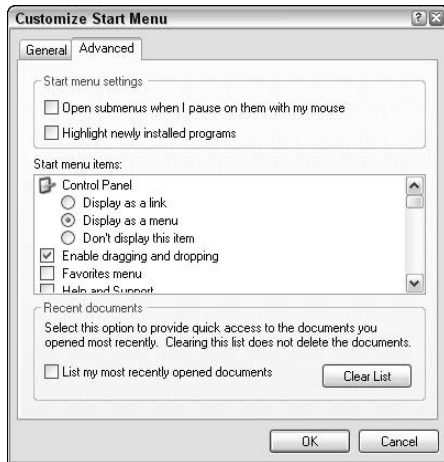 Customize Start Menu
General Advanced
Start menu settings
Open submenus when I pause on them with my mouse
Highlight newly installed programs
Start menu items:
Control Panel
Display as a link
Display as a menu
Don't display this item
Enable dragging and dropping
Favorites menu
Help and Support
Recent documents
Select this option to provide quick access to the documents you
opened most recently. Clearing this list does not delete the documents.
List my most recently opened documents
Clear List
OK Cancel